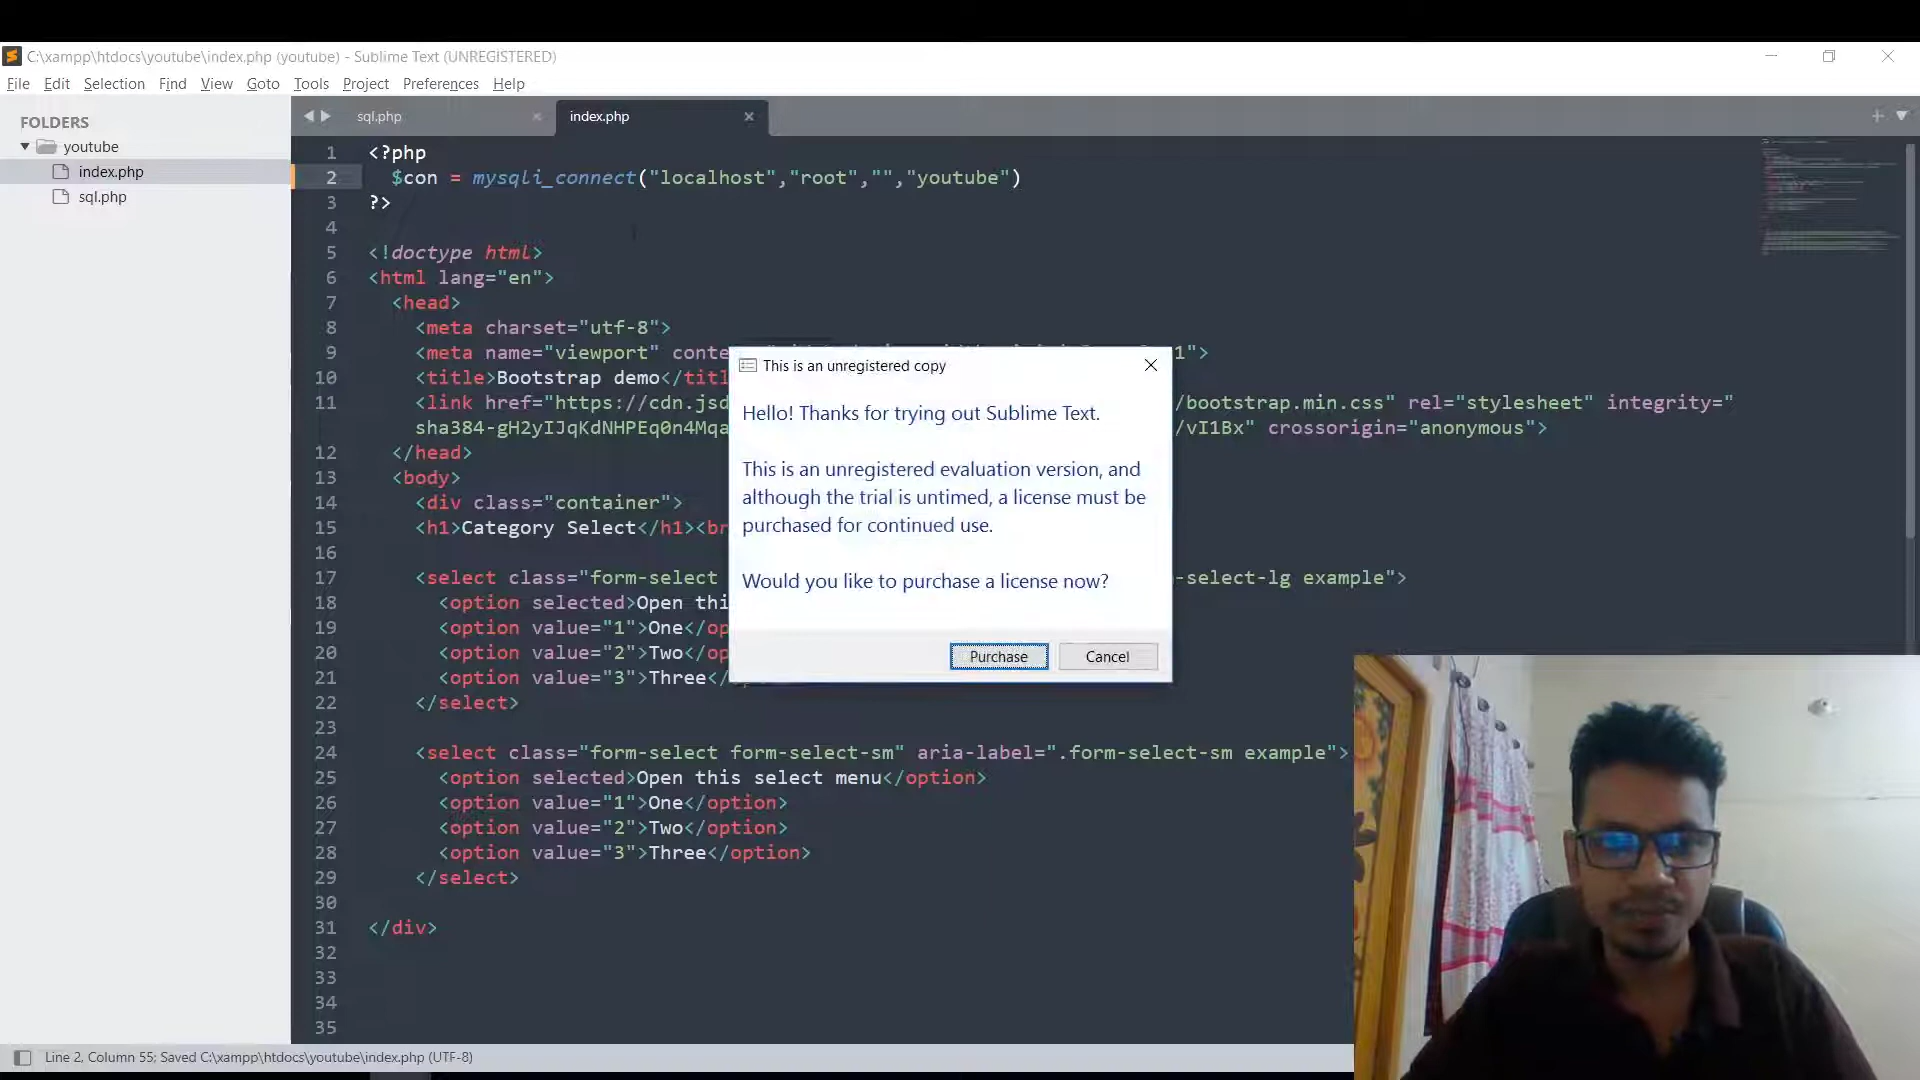 C:\xampp\htdocs\youtube\index.php (youtube) - Sublime Text (UNREGISTERED)
File Edit Selection Find View Goto Tools Project Preferences Help
FOLDERS
youtube
index.php
sql.php
sql.php
index.php
1 <?php
2 $con = mysqli_connect("localhost","root","","youtube")
3 ?>
4
5 <!doctype html>
6 <html lang="en">
7 <head>
8 <meta charset="utf-8">
9 <meta name="viewport" conte 1">
10 <title>Bootstrap demo</titl
11 <link href="https://cdn.jsd /bootstrap.min.css" rel="stylesheet" integrity="
sha384-gH2yIJqKdNHPEq0n4Mqa /vI1Bx" crossorigin="anonymous">
12 </head>
13 <body>
14 <div class="container">
15 <h1>Category Select</h1><br
16
17 <select class="form-select -select-lg example">
18 <option selected>Open thi
19 <option value="1">One</op
20 <option value="2">Two</op
21 <option value="3">Three</
22 </select>
23
24 <select class="form-select form-select-sm" aria-label=".form-select-sm example">
25 <option selected>Open this select menu</option>
26 <option value="1">One</option>
27 <option value="2">Two</option>
28 <option value="3">Three</option>
29 </select>
30
31 </div>
32
33
34
35
This is an unregistered copy
Hello! Thanks for trying out Sublime Text.
This is an unregistered evaluation version, and
although the trial is untimed, a license must be
purchased for continued use.
Would you like to purchase a license now?
Purchase Cancel
Line 2, Column 55; Saved C:\xampp\htdocs\youtube\index.php (UTF-8)